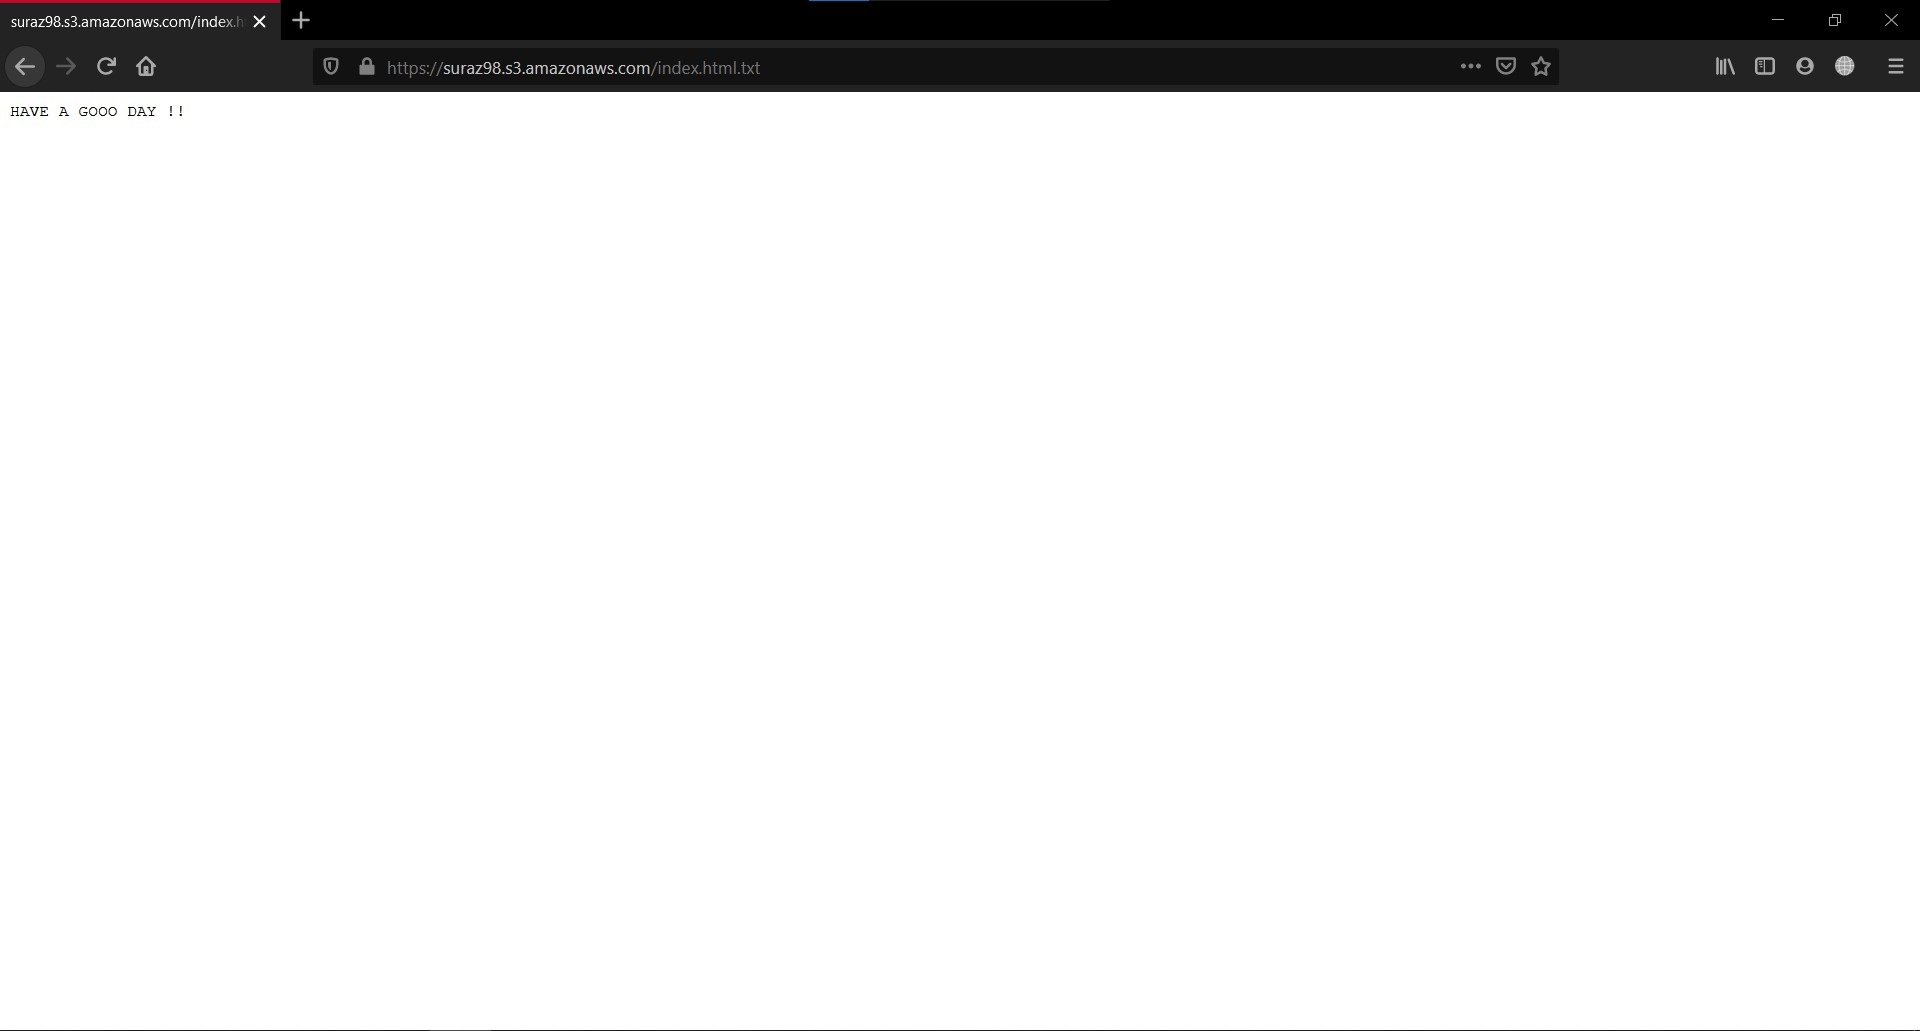 suraz98.s3.amazonaws.com/index.h
https://suraz98.s3.amazonaws.com/index.html.txt
HAVE A GOOO DAY !!